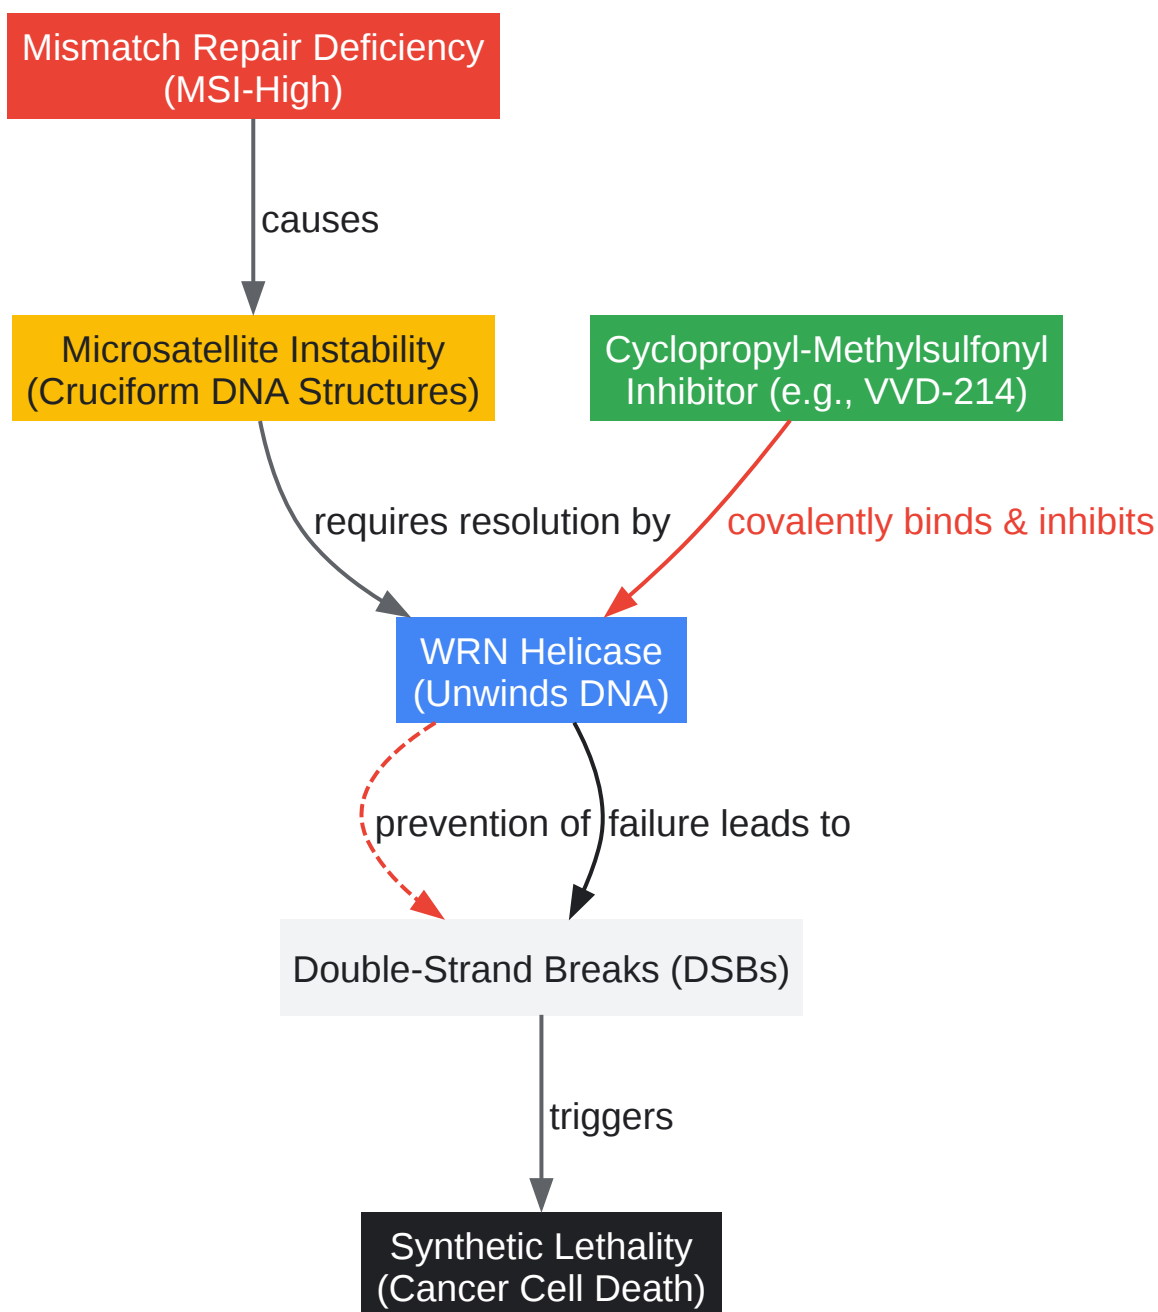 Mismatch Repair Deficiency
(MSI-High)
causes
Microsatellite Instability
(Cruciform DNA Structures)
Cyclopropyl-Methylsulfonyl
Inhibitor (e.g., VVD-214)
requires resolution by
covalently binds & inhibits
WRN Helicase
(Unwinds DNA)
prevention of
failure leads to
Double-Strand Breaks (DSBs)
triggers
Synthetic Lethality
(Cancer Cell Death)